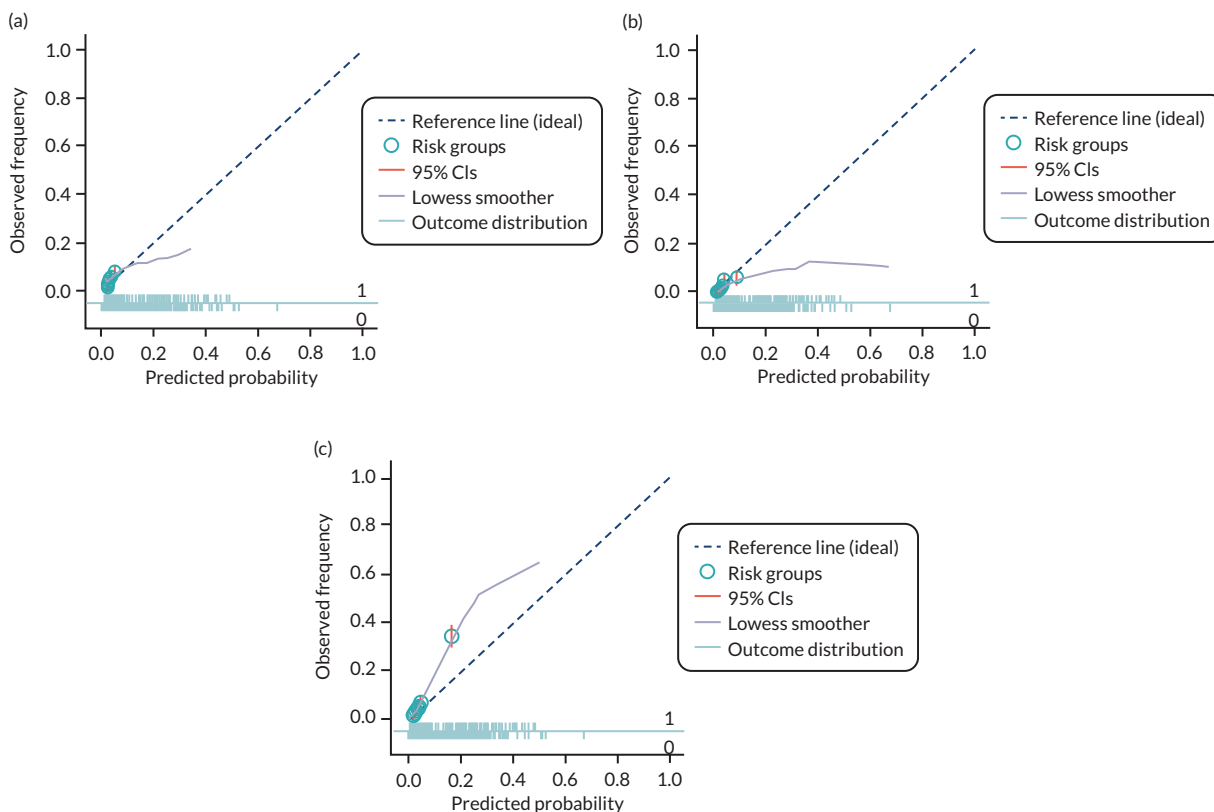 (a)
1.0
0.8
0.6
0.4
0.2
0.0
Observed frequency
Reference line (ideal)
Risk groups
95% CIs
Lowess smoother
Outcome distribution
1
0
0.0 0.2 0.4 0.6 0.8 1.0
Predicted probability
(b)
1.0
0.8
0.6
0.4
0.2
0.0
Observed frequency
Reference line (ideal)
Risk groups
95% CIs
Lowess smoother
Outcome distribution
1
0
0.0 0.2 0.4 0.6 0.8 1.0
Predicted probability
(c)
1.0
0.8
0.6
0.4
0.2
0.0
Observed frequency
Reference line (ideal)
Risk groups
95% CIs
Lowess smoother
Outcome distribution
1
0
0.0 0.2 0.4 0.6 0.8 1.0
Predicted probability